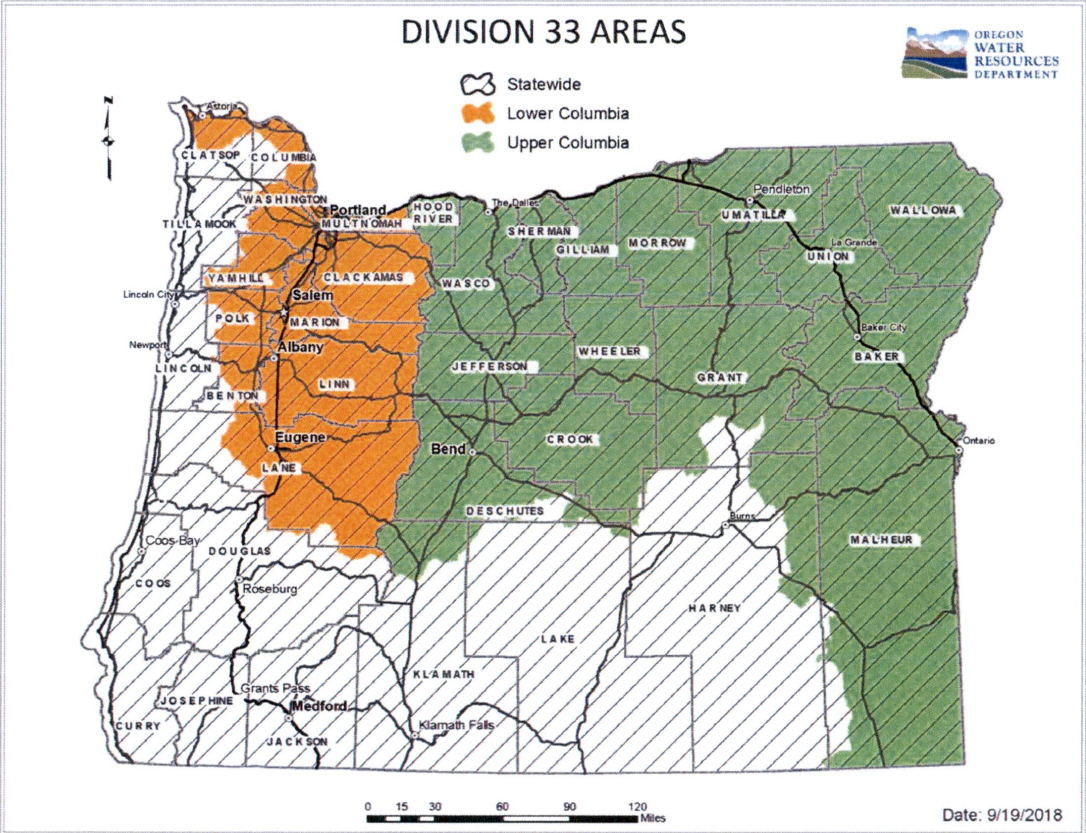 DIVISION 33 AREAS
OREGON
WATER
RESOURCES
DEPARTMENT
Statewide
Lower Columbia
Upper Columbia
N
Astoria
CLATSOP
COLUMBIA
WASHINGTON
Portland
HOOD
RIVER
The Dalles
Pendleton
TILLAMOOK
MULTNOMAH
SHERMAN
UMATILLA
WALLOWA
GILLIAM
MORROW
La Grande
UNION
YAMHILL
CLACKAMAS
WASCO
Lincoln City
Salem
POLK
MARION
Baker City
Newport
Albany
WHEELER
BAKER
LINCOLN
JEFFERSON
LINN
GRANT
BENTON
Eugene
Bend
CROOK
Ontario
LANE
DESCHUTES
Burns
Coos Bay
DOUGLAS
MALHEUR
COOS
Roseburg
HARNEY
LAKE
KLAMATH
Grants Pass
JOSEPHINE
Medford
CURRY
Klamath Falls
JACKSON
0 15 30 60 90 120
Miles
Date: 9/19/2018